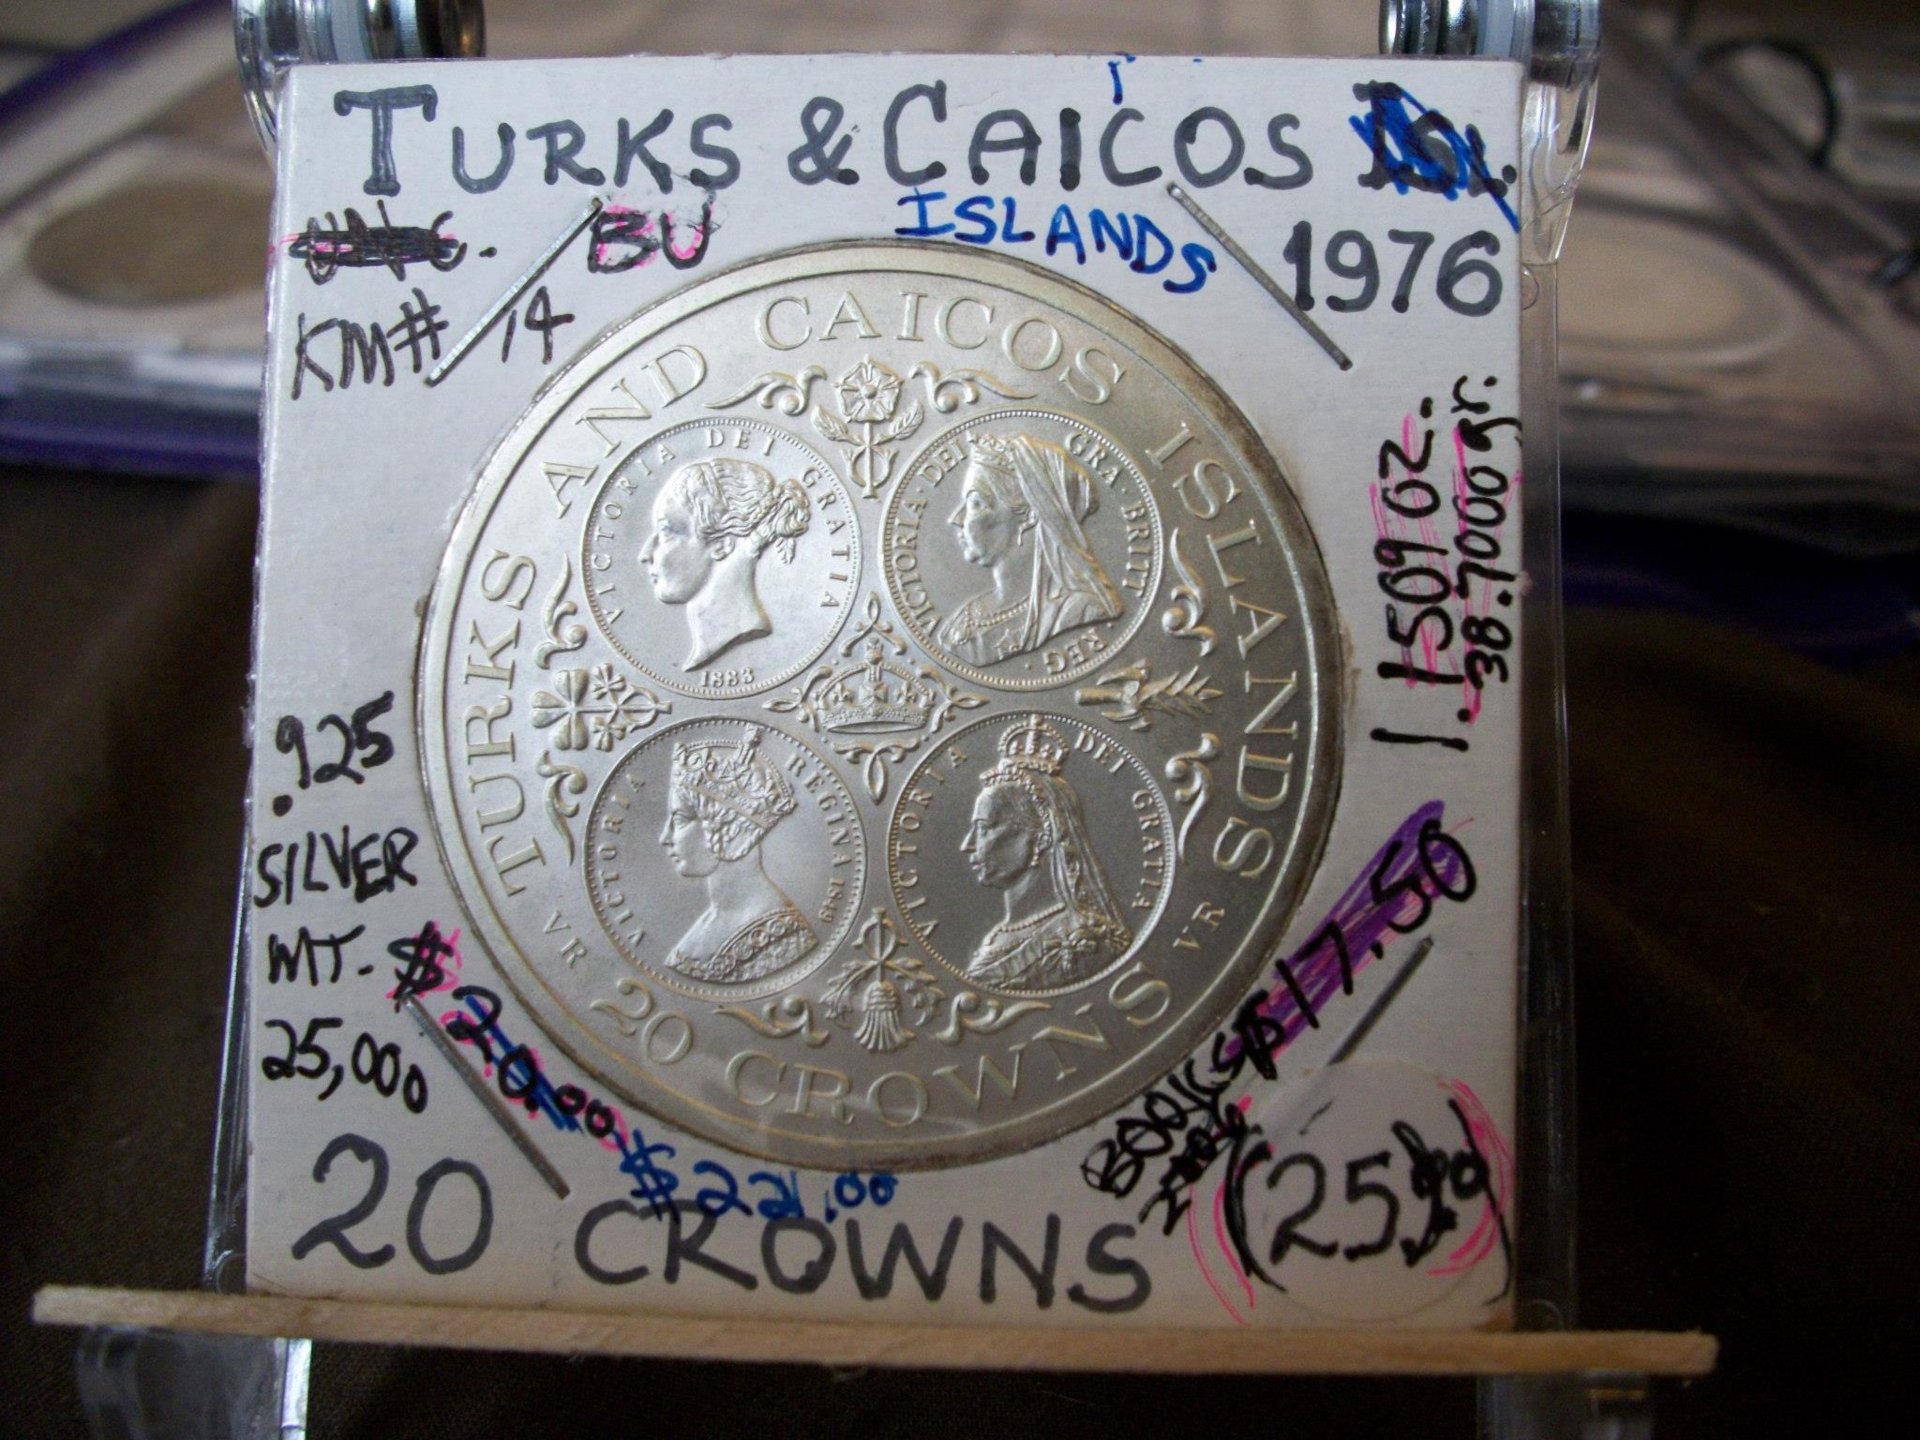 TURKS & CAICOS
ISLANDS
BU
1976
KM# 14
1.1509 OZ.
38.7000 gr.
.925
SILVER
MT-
25,000
$20.00
$221.00
$17.50
(25
20 CROWNS
TURKS AND CAICOS ISLANDS
VICTORIA DEI GRATIA
1883
VICTORIA · DEI GRA · BRITT
REG ·
VICTORIA REGINA
VICTORIA DEI GRATIA
VR
VR
20 CROWNS